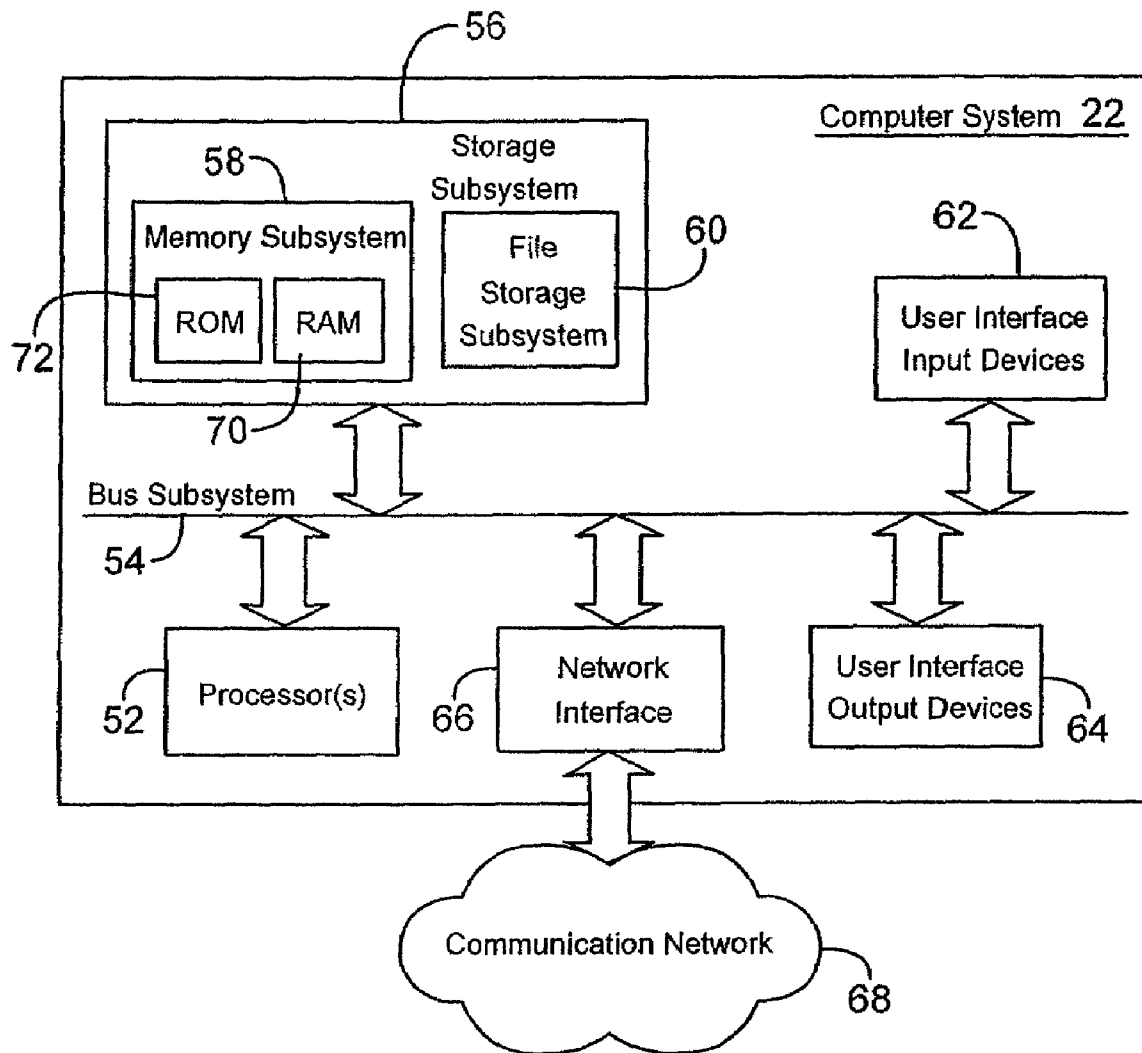 56
Computer System 22
Storage
Subsystem
58
Memory Subsystem
ROM
RAM
72
70
File
Storage
Subsystem
60
62
User Interface
Input Devices
Bus Subsystem
54
Processor(s)
52
Network
Interface
66
User Interface
Output Devices
64
Communication Network
68